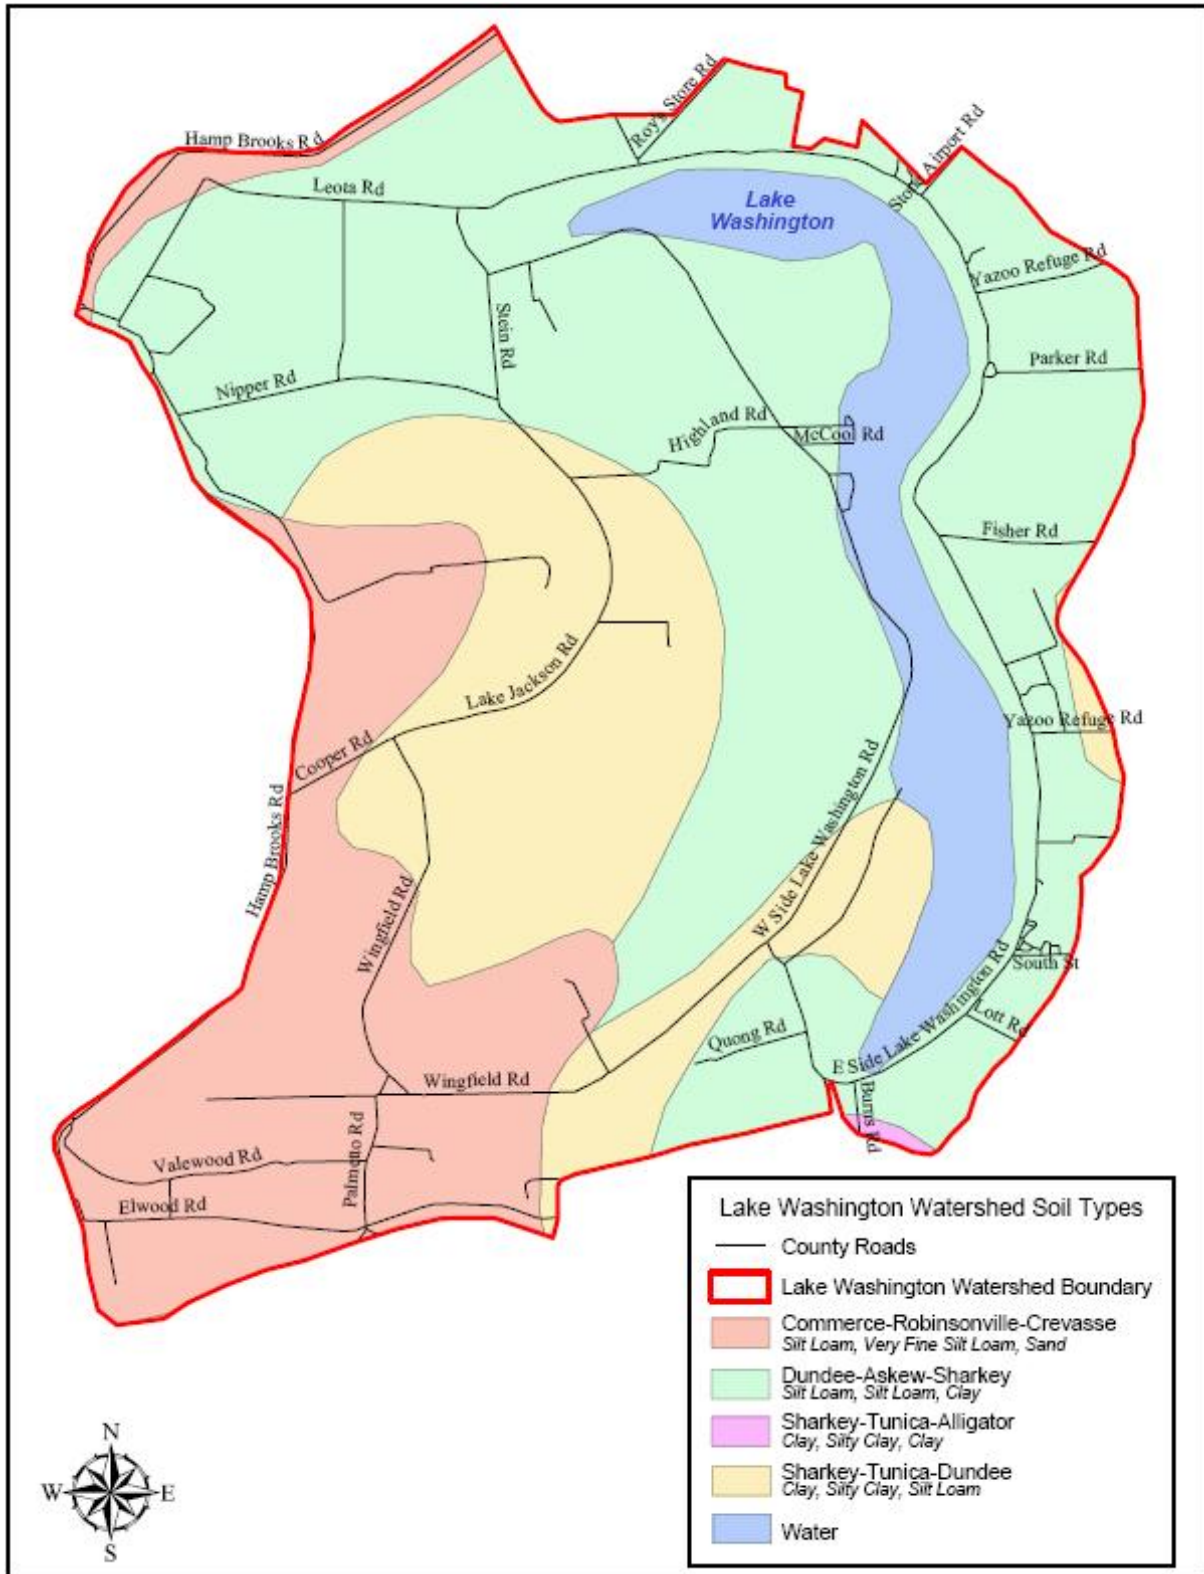 Roy's Store Rd
Hamp Brooks Rd
Stone Airport Rd
Leota Rd
Lake
Washington
Yazoo Refuge Rd
Stein Rd
Parker Rd
Nipper Rd
Highland Rd
McCool Rd
Fisher Rd
Lake Jackson Rd
Yazoo Refuge Rd
Cooper Rd
Hamp Brooks Rd
W Side Lake Washington Rd
Wingfield Rd
South St
Lott Rd
Quong Rd
E Side Lake Washington Rd
Wingfield Rd
Burns Rd
Palmetto Rd
Valewood Rd
Elwood Rd
Lake Washington Watershed Soil Types
County Roads
Lake Washington Watershed Boundary
Commerce-Robinsonville-Crevasse
Silt Loam, Very Fine Silt Loam, Sand
Dundee-Askew-Sharkey
Silt Loam, Silt Loam, Clay
Sharkey-Tunica-Alligator
Clay, Silty Clay, Clay
Sharkey-Tunica-Dundee
Clay, Silty Clay, Silt Loam
Water
N
W
E
S